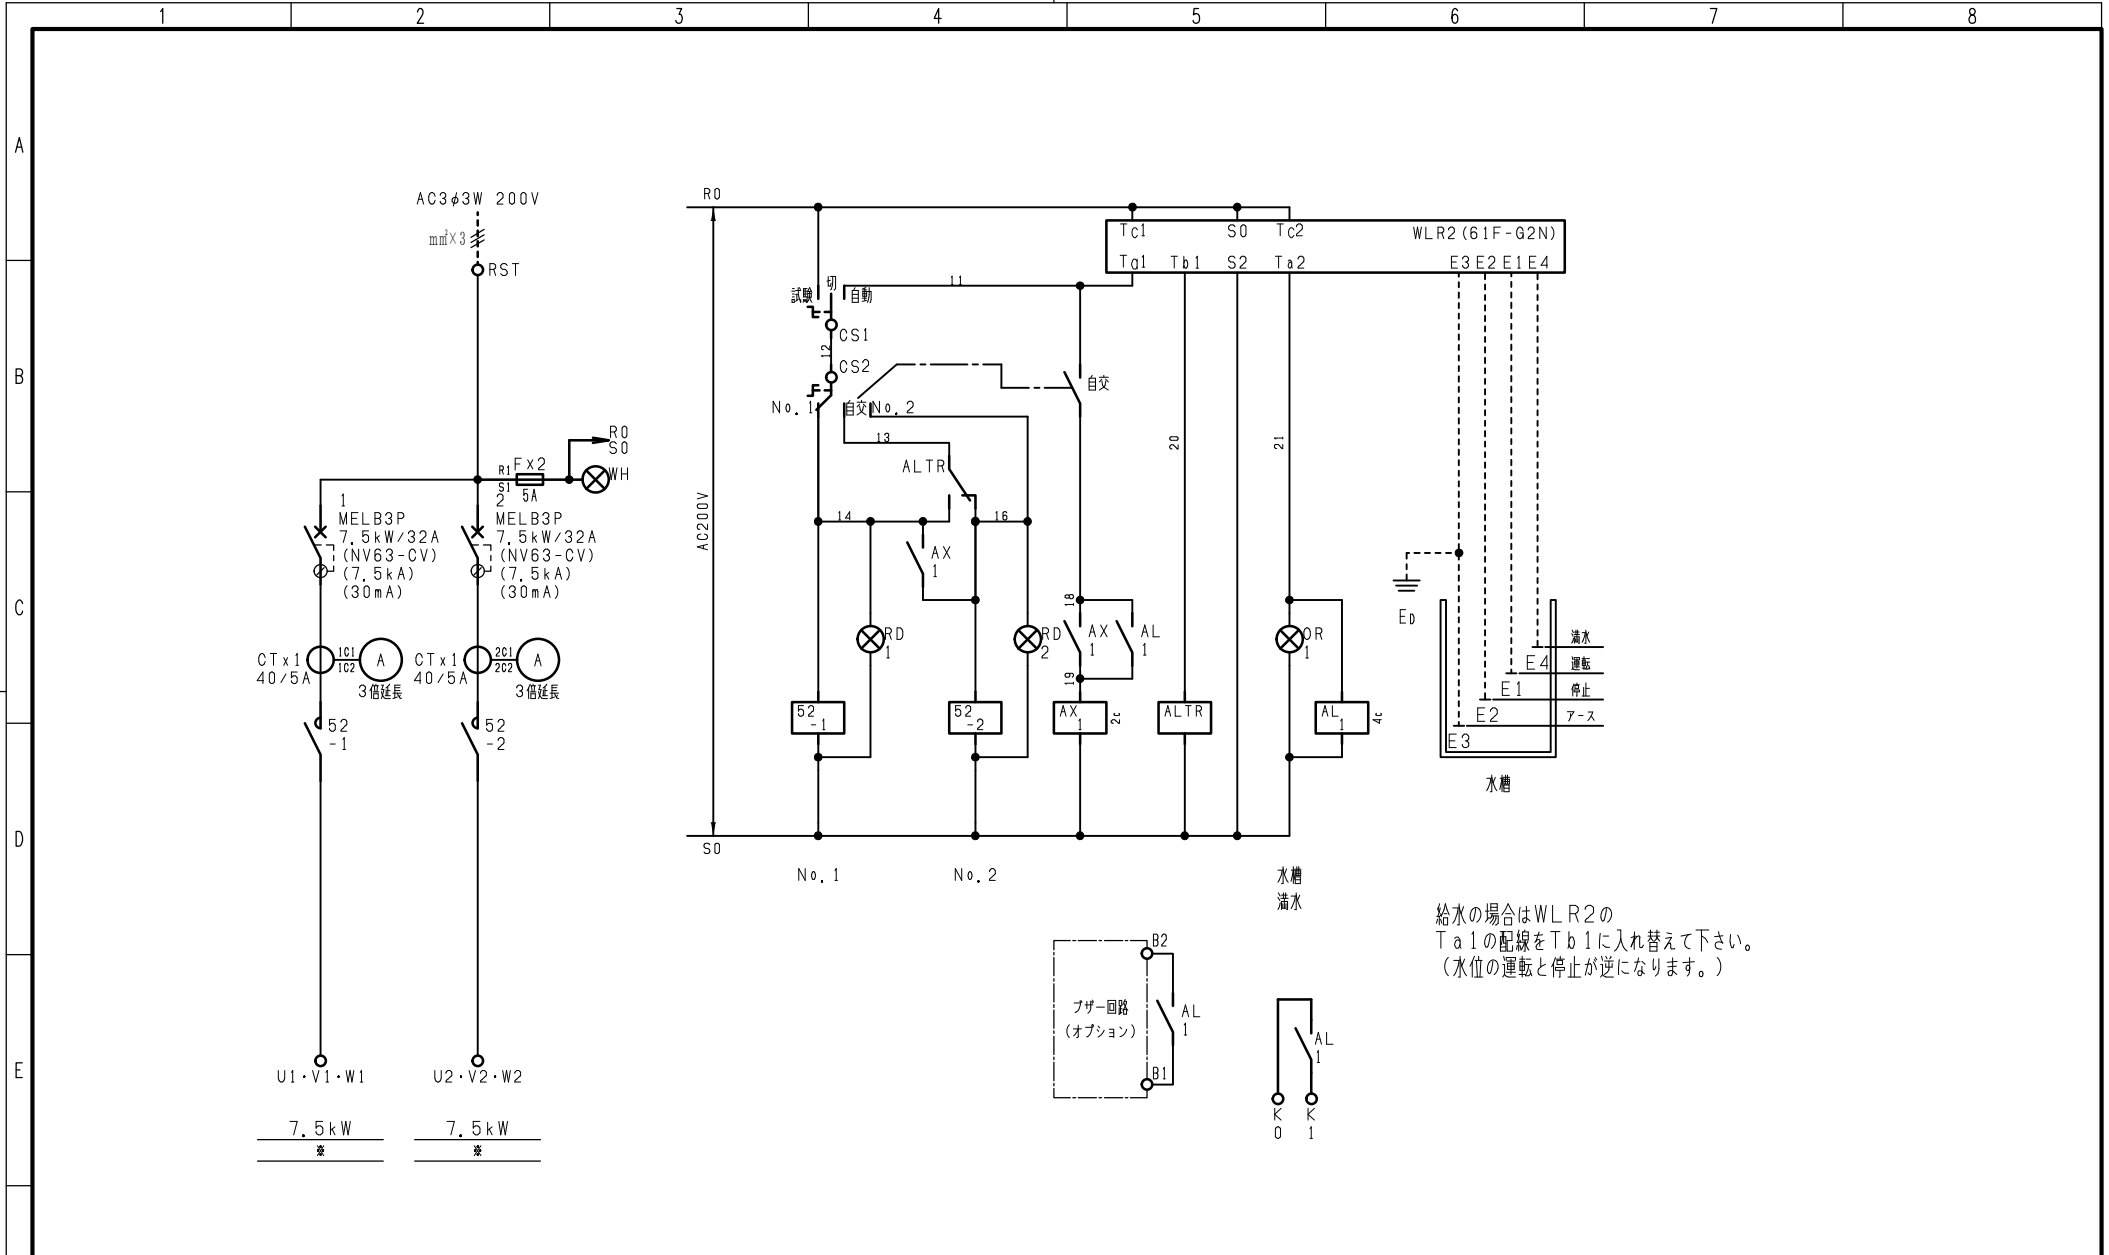 1 2 3 4 5 6 7 8
A
B
C
D
E
AC3φ3W 200V
mm²×3
RST
R0
S0
R1
S1
F×2
5A
WH
1
MELB3P
7.5kW/32A
(NV63-CV)
(7.5kA)
(30mA)
2
MELB3P
7.5kW/32A
(NV63-CV)
(7.5kA)
(30mA)
CT×1
40/5A
1C1
1C2
A
3倍延長
CT×1
40/5A
2C1
2C2
A
3倍延長
52
-1
52
-2
U1・V1・W1
U2・V2・W2
7.5kW
※
7.5kW
※
R0
AC200V
S0
試験
切
自動
11
CS1
12
CS2
No.1
自交
No.2
自交
13
ALTR
14
16
AX
1
RD
1
RD
2
18
AX
1
AL
1
19
20
21
OR
1
52
-1
52
-2
AX
1
2c
ALTR
AL
1
4c
No.1
No.2
水槽
満水
Tc1
S0
Tc2
WLR2(61F-G2N)
Ta1
Tb1
S2
Ta2
E3 E2 E1 E4
ED
満水
E4
運転
E1
停止
E2
アース
E3
水槽
給水の場合はWLR2の
Ta1の配線をTb1に入れ替えて下さい。
(水位の運転と停止が逆になります。)
ブザー回路
(オプション)
B2
AL
1
B1
AL
1
K
0
K
1